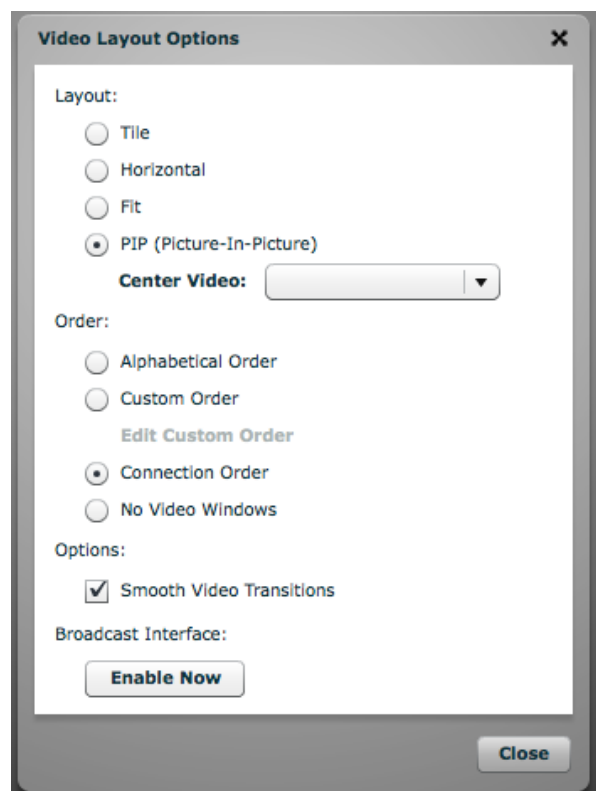 Video Layout Options
Layout:
Tile
Horizontal
Fit
PIP (Picture-In-Picture)
Center Video:
Order:
Alphabetical Order
Custom Order
Edit Custom Order
Connection Order
No Video Windows
Options:
Smooth Video Transitions
Broadcast Interface:
Enable Now
Close